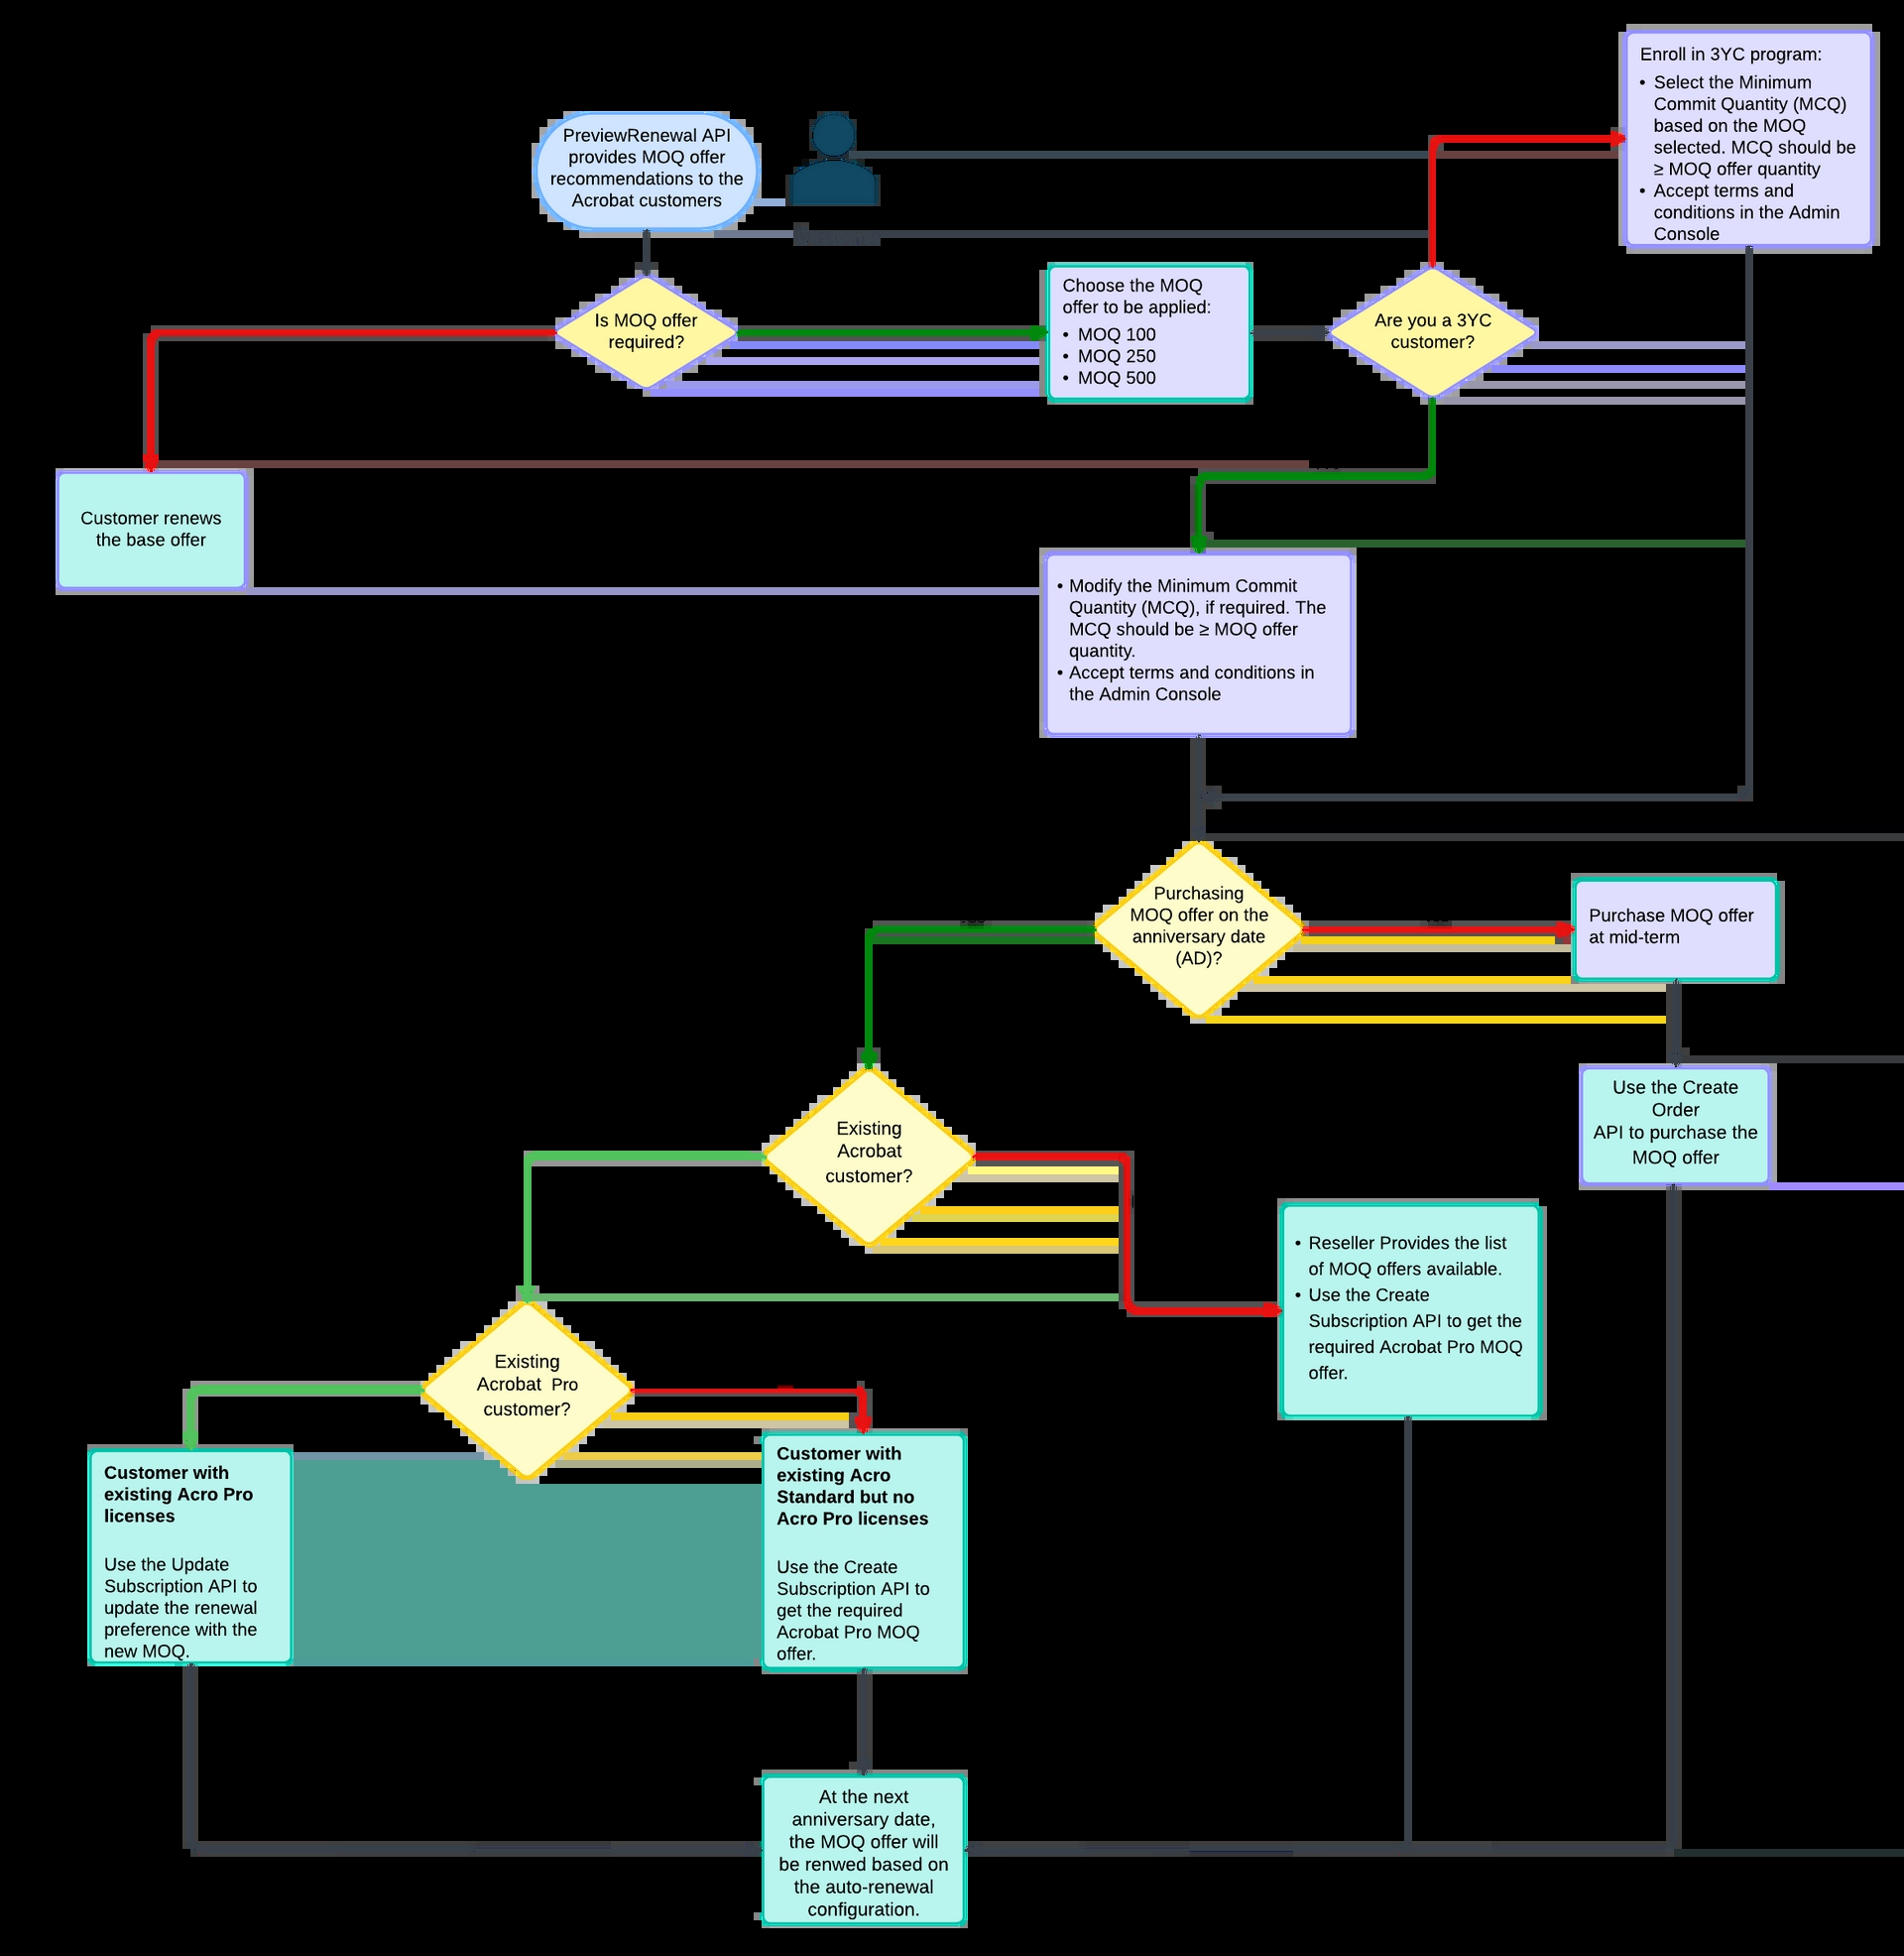 PreviewRenewal API
provides MOQ offer
recommendations to the
Acrobat customers
Enroll in 3YC program:
• Select the Minimum
Commit Quantity (MCQ)
based on the MOQ
selected. MCQ should be
≥ MOQ offer quantity
• Accept terms and
conditions in the Admin
Console
Is MOQ offer
required?
Choose the MOQ
offer to be applied:
• MOQ 100
• MOQ 250
• MOQ 500
Are you a 3YC
customer?
Customer renews
the base offer
• Modify the Minimum Commit
Quantity (MCQ), if required. The
MCQ should be ≥ MOQ offer
quantity.
• Accept terms and conditions in
the Admin Console
Purchasing
MOQ offer on the
anniversary date
(AD)?
Purchase MOQ offer
at mid-term
Existing
Acrobat
customer?
Use the Create
Order
API to purchase the
MOQ offer
• Reseller Provides the list
of MOQ offers available.
• Use the Create
Subscription API to get the
required Acrobat Pro MOQ
offer.
Existing
Acrobat Pro
customer?
Customer with
existing Acro Pro
licenses
Use the Update
Subscription API to
update the renewal
preference with the
new MOQ.
Customer with
existing Acro
Standard but no
Acro Pro licenses
Use the Create
Subscription API to
get the required
Acrobat Pro MOQ
offer.
At the next
anniversary date,
the MOQ offer will
be renwed based on
the auto-renewal
configuration.